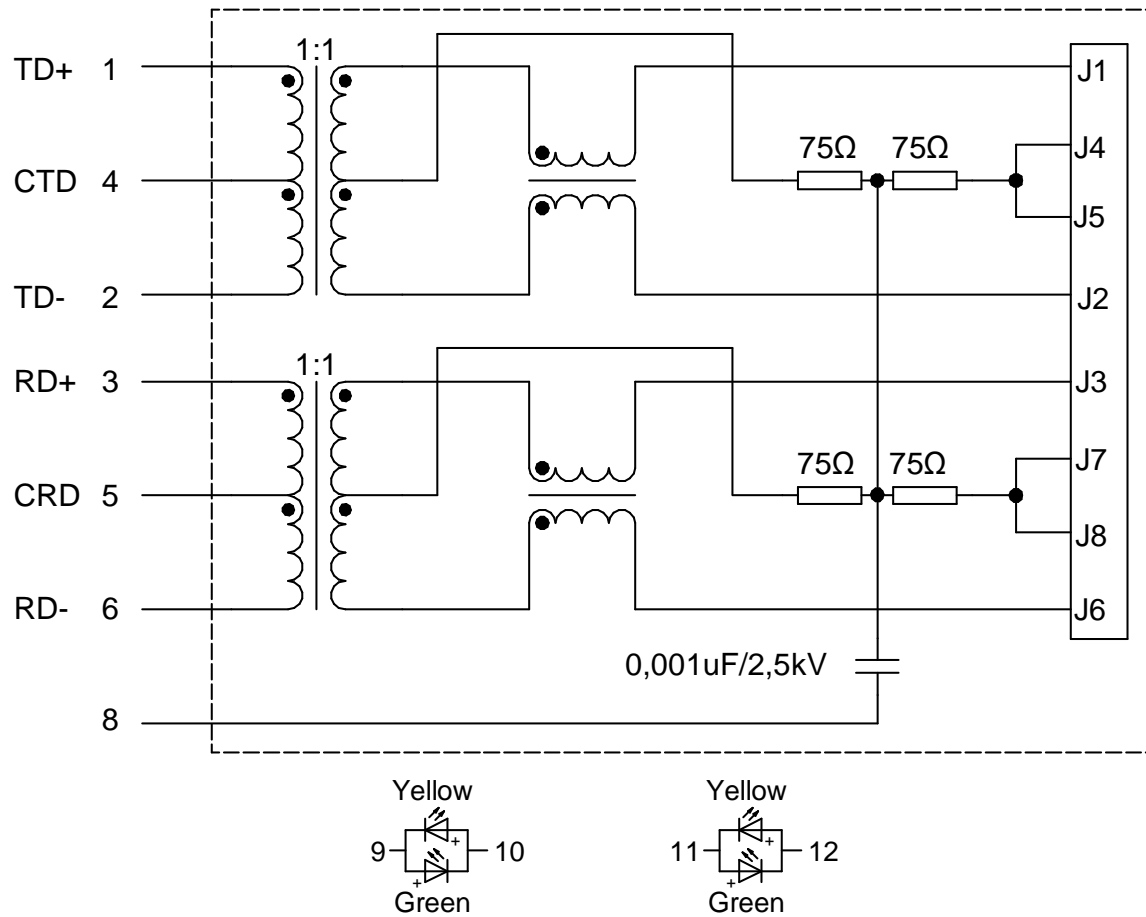 1:1
TD+ 1
J1
75Ω 75Ω
J4
CTD 4
J5
TD- 2
J2
1:1
RD+ 3
J3
75Ω 75Ω
J7
CRD 5
J8
RD- 6
J6
0,001uF/2,5kV
8
Yellow
9 + 10
+
Green
Yellow
11 + 12
+
Green